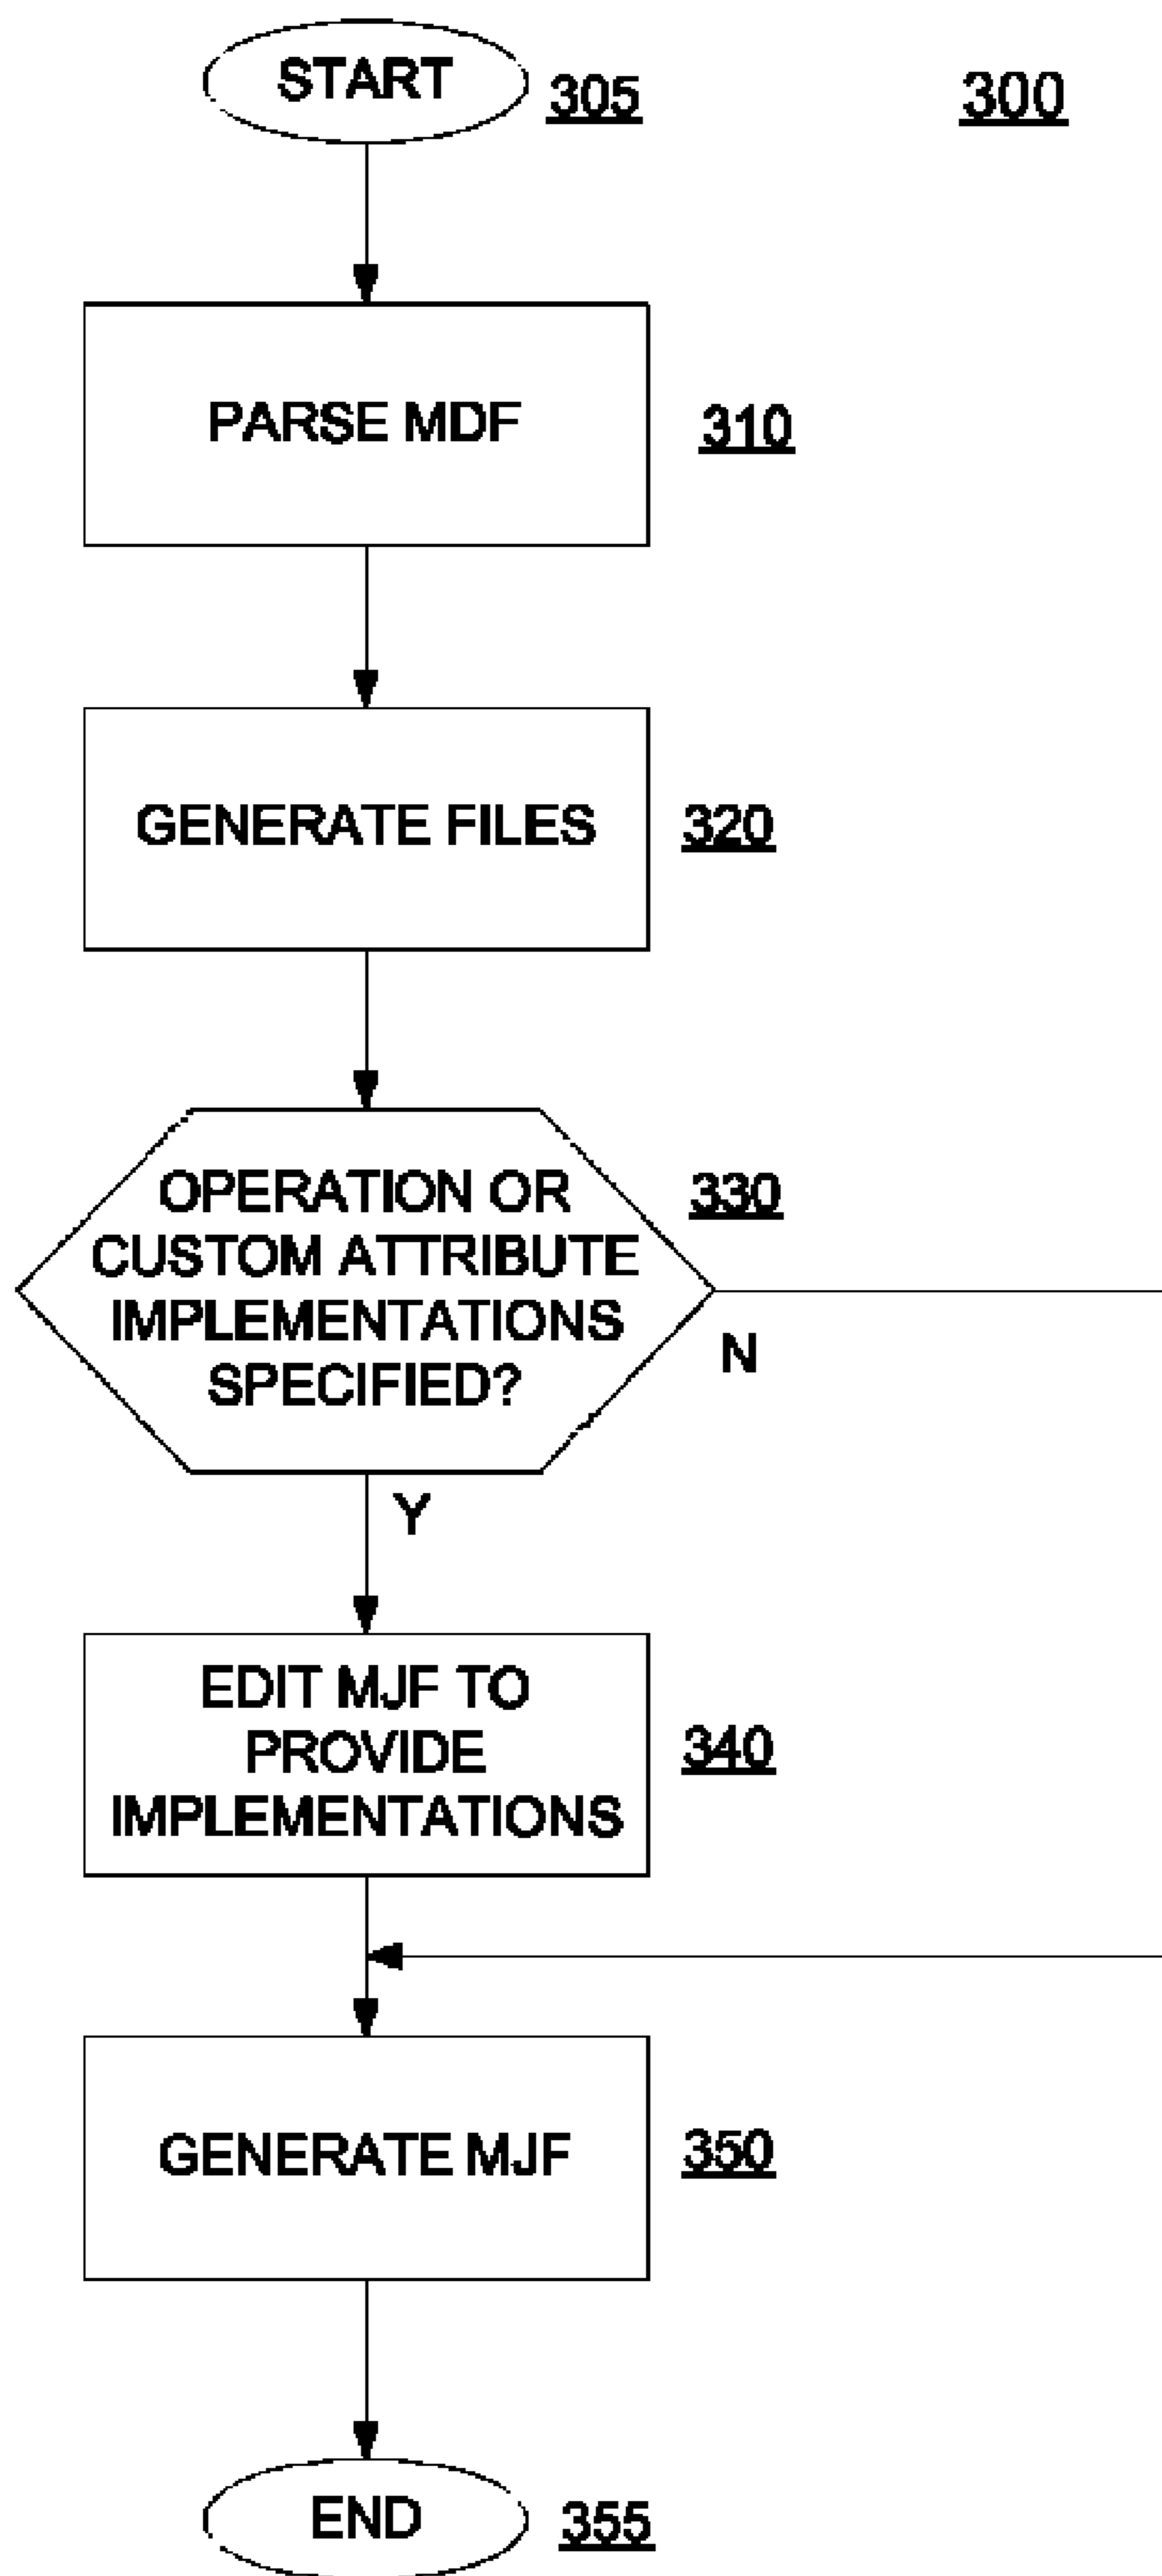 START
305
300
PARSE MDF
310
GENERATE FILES
320
OPERATION OR
CUSTOM ATTRIBUTE
IMPLEMENTATIONS
SPECIFIED?
330
N
Y
EDIT MJF TO
PROVIDE
IMPLEMENTATIONS
340
GENERATE MJF
350
END
355